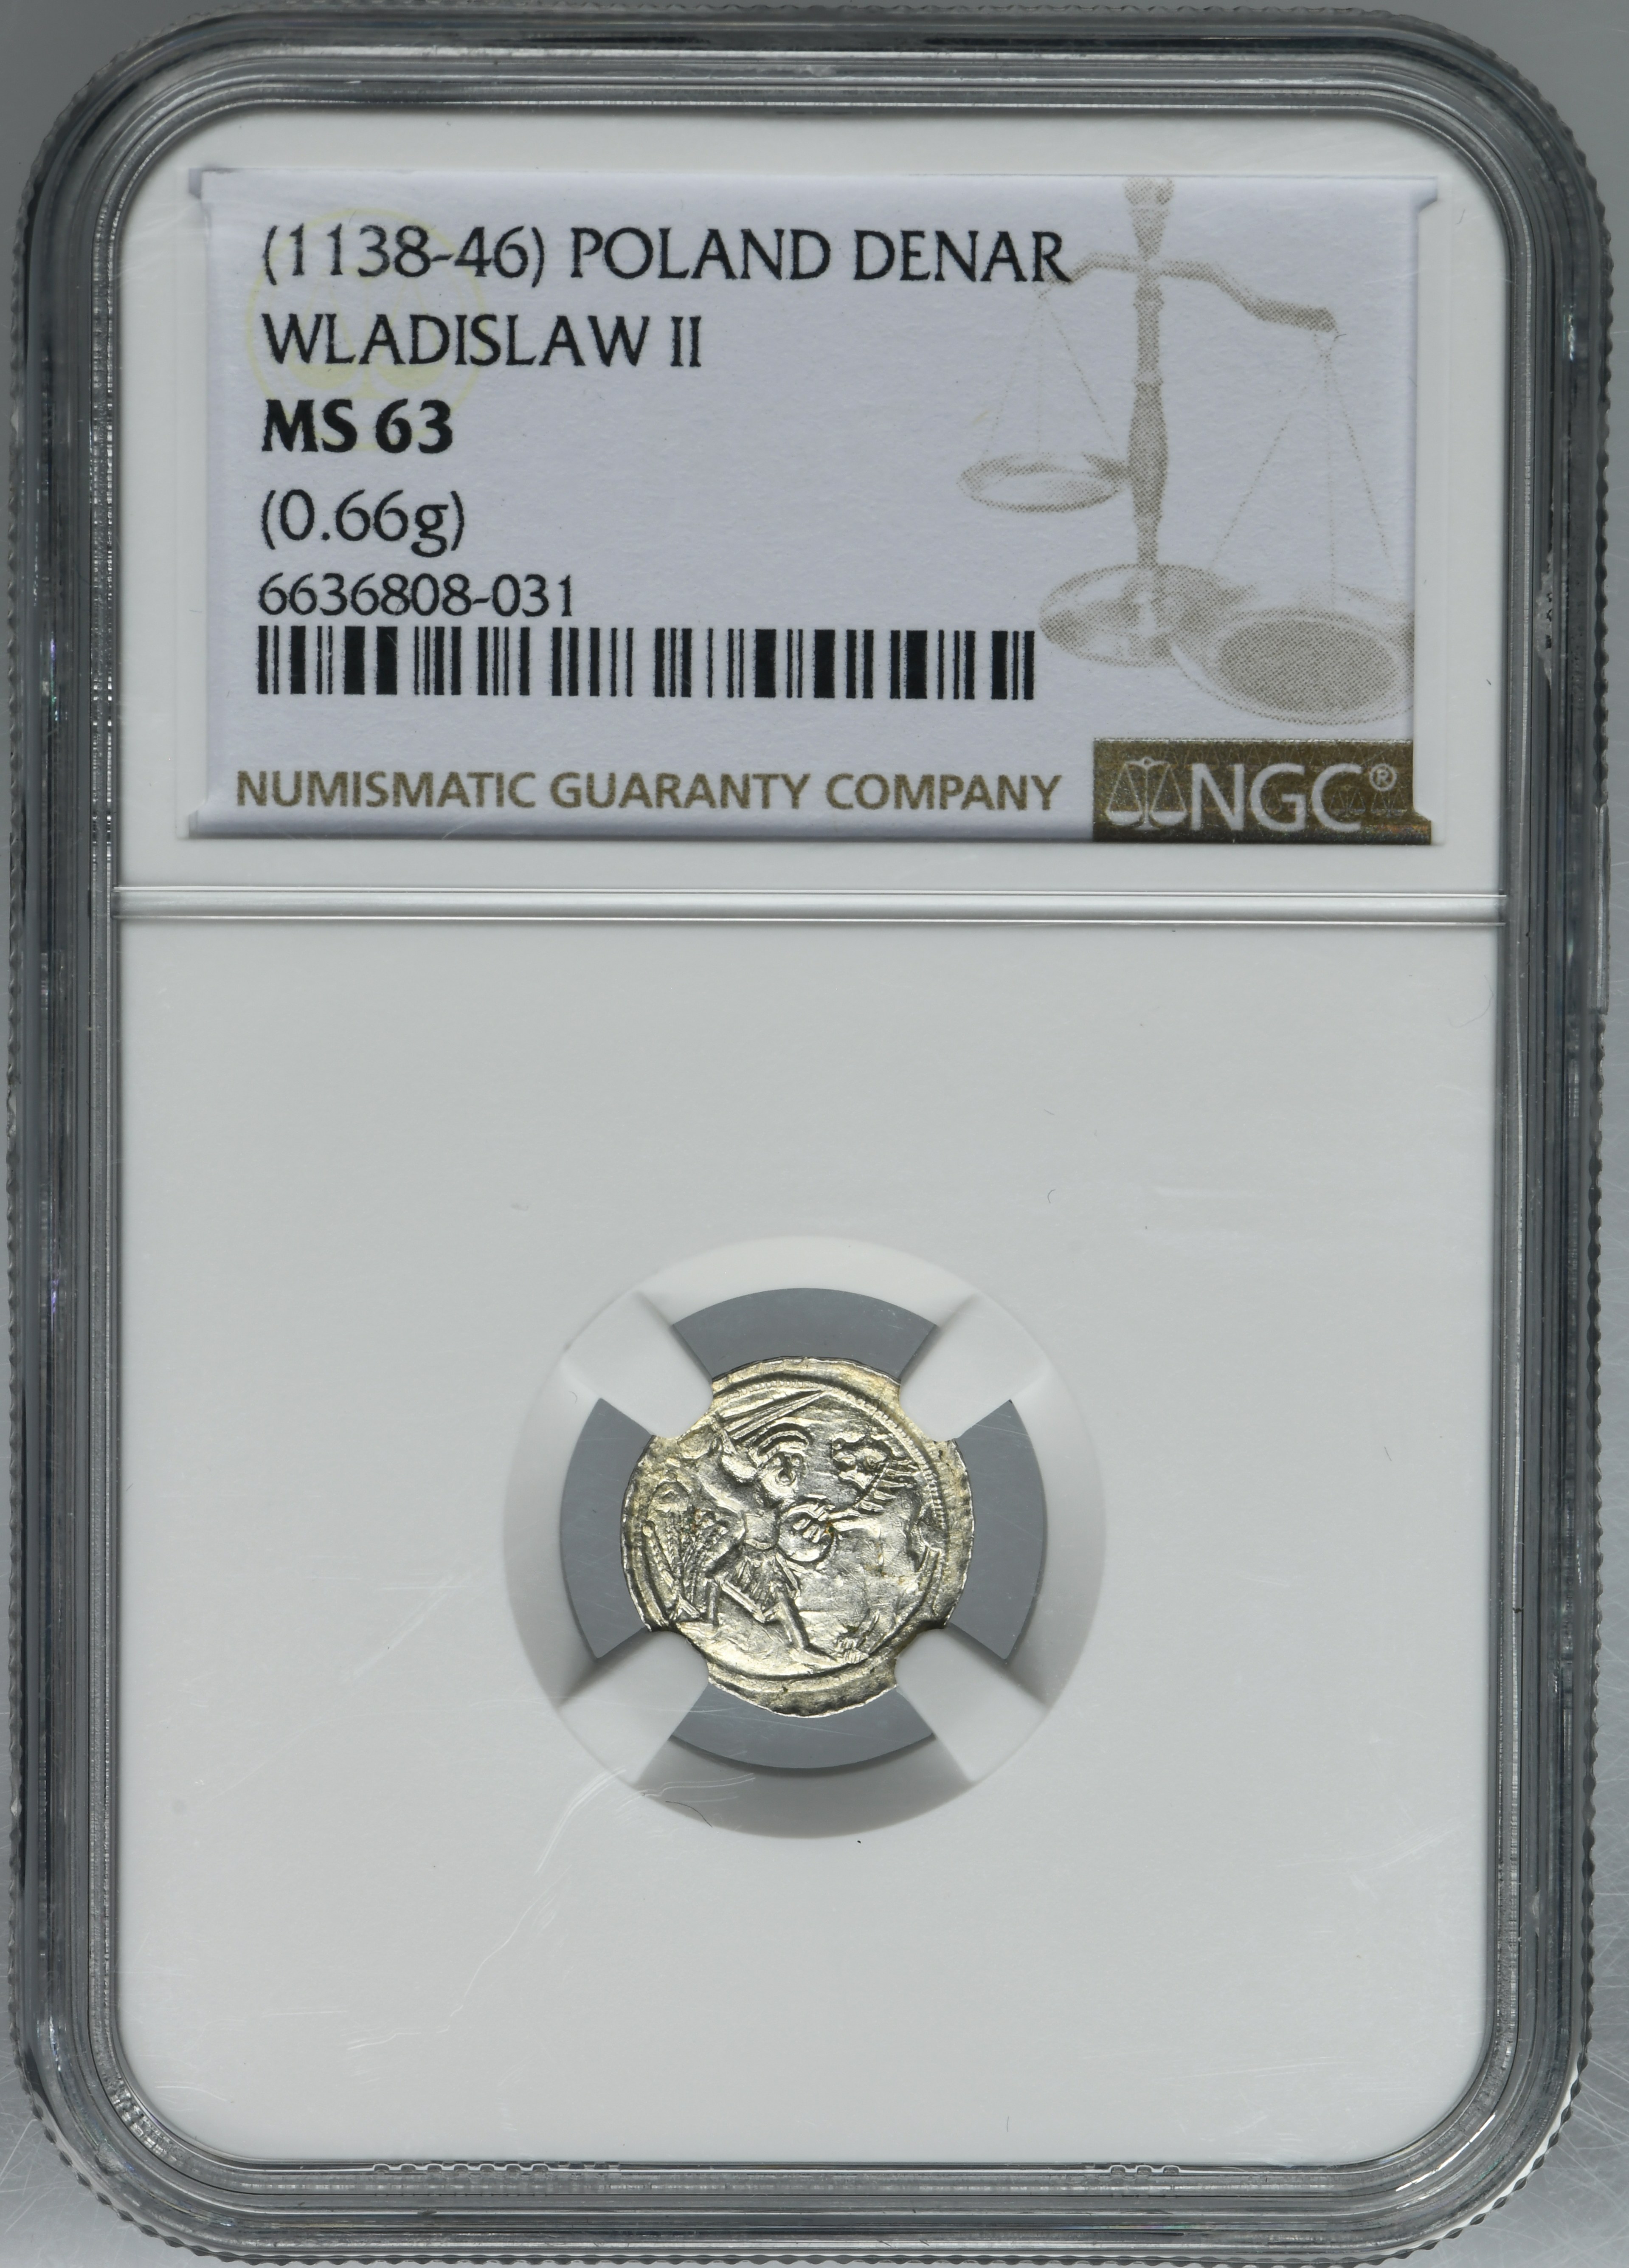 (1138-46) POLAND DENAR
WLADISLAW II
MS 63
(0.66g)
6636808-031
NUMISMATIC GUARANTY COMPANY
NGC®